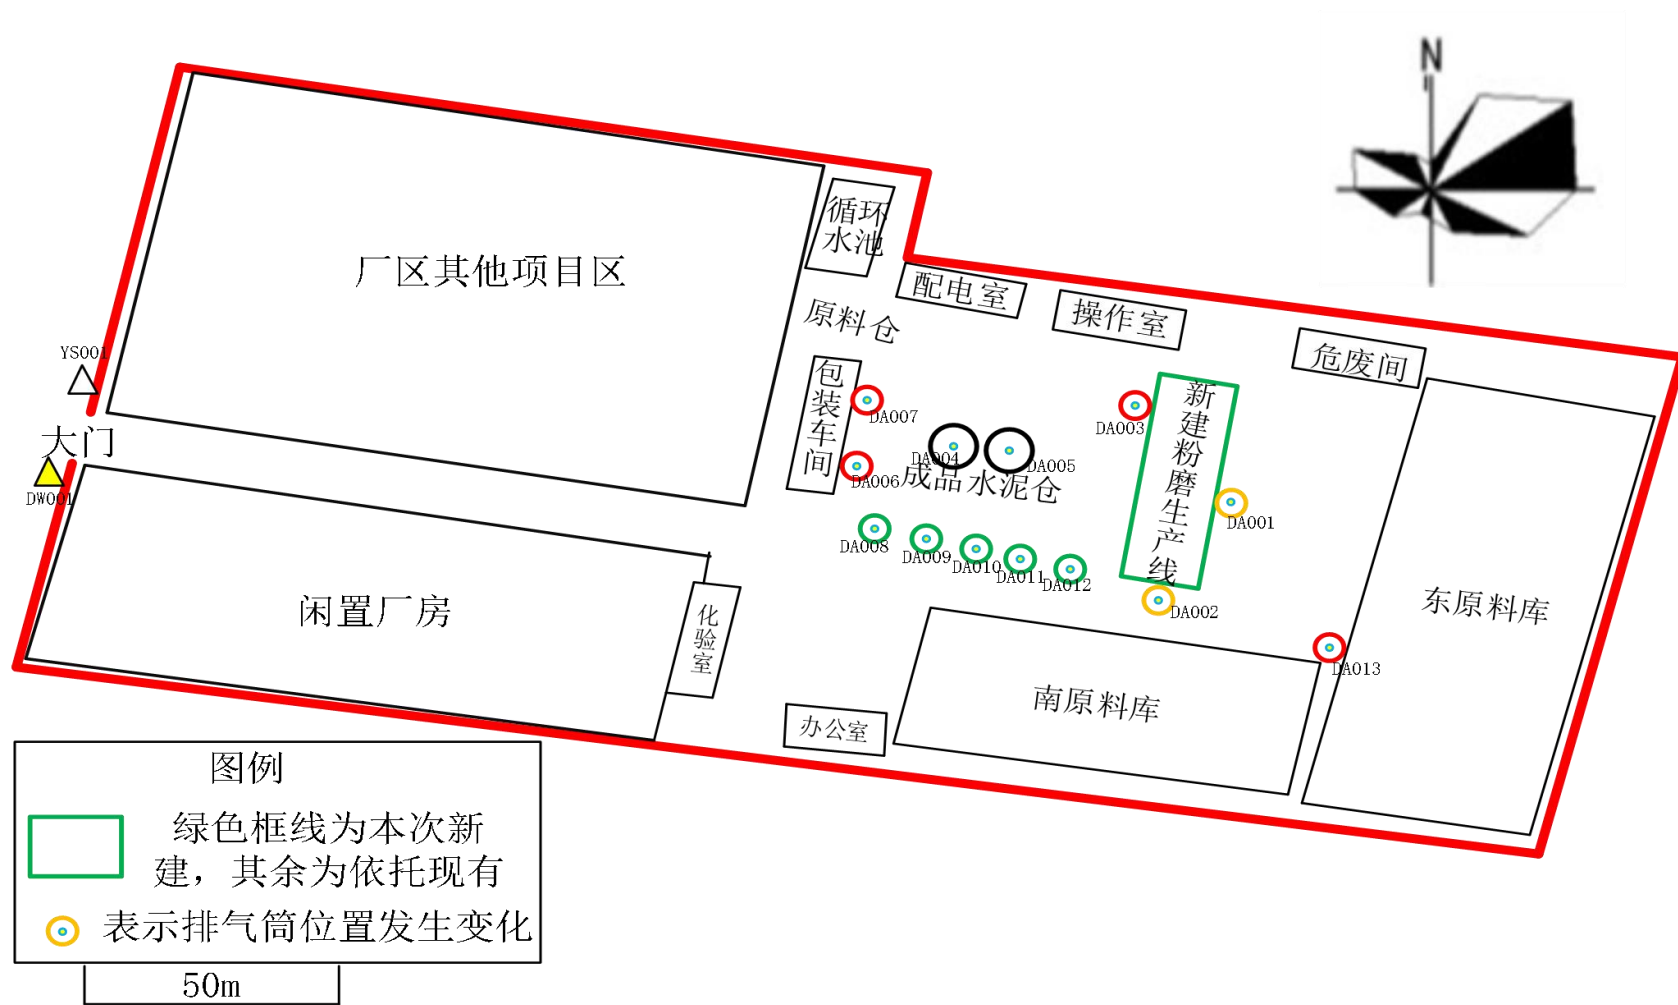 N
厂区其他项目区
循环
水池
配电室
操作室
原料仓
危废间
YS001
包装车间
DA007
新建粉磨生产线
DA003
大门
DA004
DA005
DA006
成品水泥仓
DW001
DA001
DA008
DA009
DA010
DA011
DA012
闲置厂房
化验室
DA002
东原料库
DA013
南原料库
办公室
图例
绿色框线为本次新
建，其余为依托现有
表示排气筒位置发生变化
50m